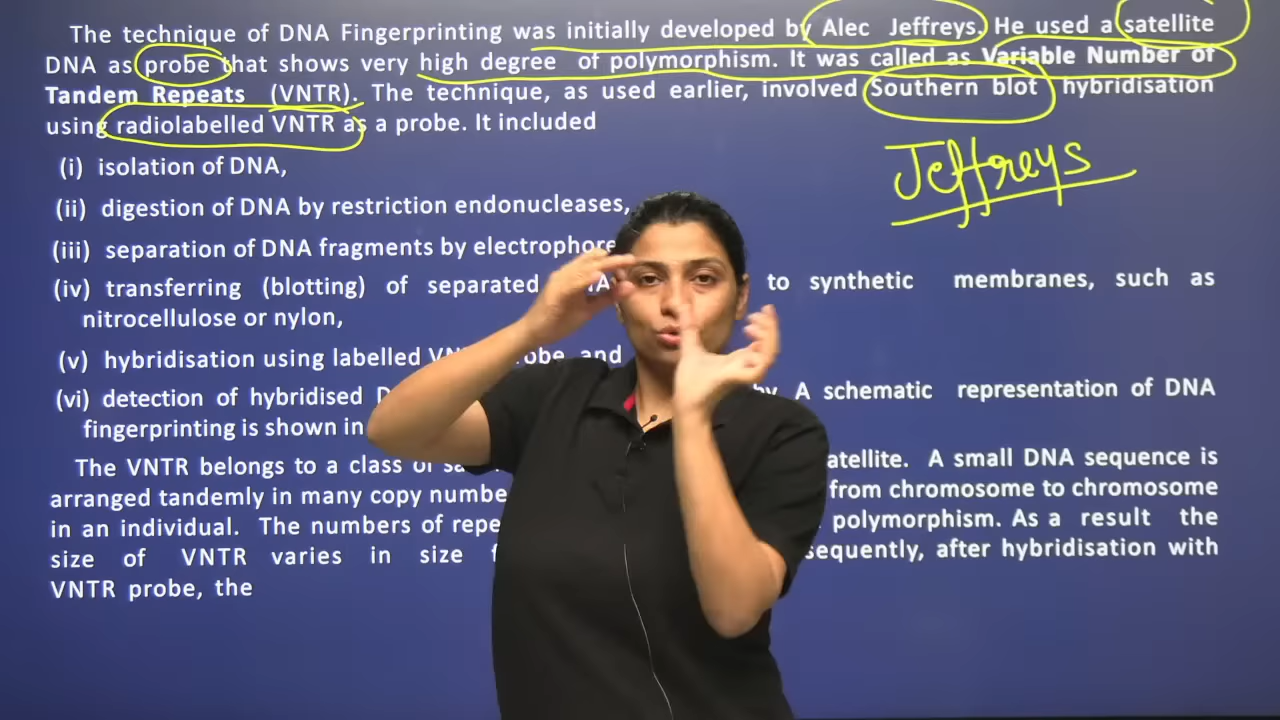 The technique of DNA Fingerprinting was initially developed by Alec Jeffreys. He used a satellite
DNA as probe that shows very high degree of polymorphism. It was called as Variable Number of
Tandem Repeats (VNTR). The technique, as used earlier, involved Southern blot hybridisation
using radiolabelled VNTR as a probe. It included
Jeffreys
(i) isolation of DNA,
(ii) digestion of DNA by restriction endonucleases,
(iii) separation of DNA fragments by
(iv) transferring (blotting) of separated to synthetic membranes, such as
nitrocellulose or nylon,
(v) hybridisation using labelled and
(vi) detection of hybridised by A schematic representation of DNA
fingerprinting is shown in
The VNTR belongs to a class of A small DNA sequence is
arranged tandemly in many copy from chromosome to chromosome
in an individual. The numbers of polymorphism. As a result the
size of VNTR varies in size after hybridisation with
VNTR probe, the